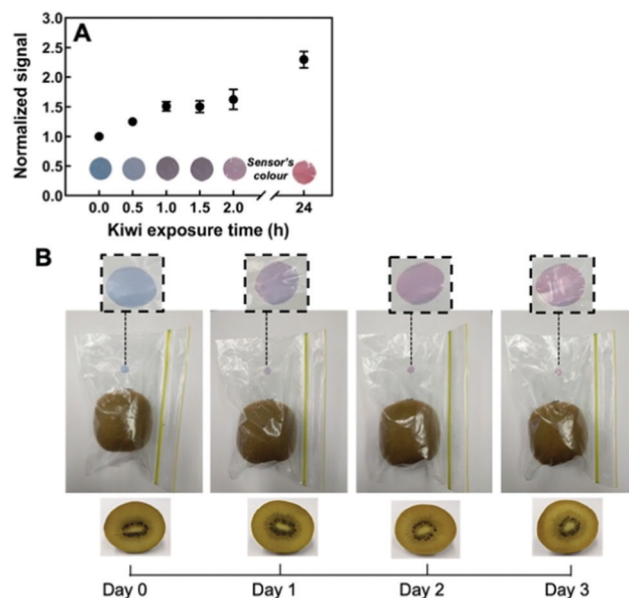 A
Normalized signal
3.0
2.5
2.0
1.5
1.0
0.5
0.0
Sensor's
colour
0.0 0.5 1.0 1.5 2.0 24
Kiwi exposure time (h)
B
Day 0 Day 1 Day 2 Day 3